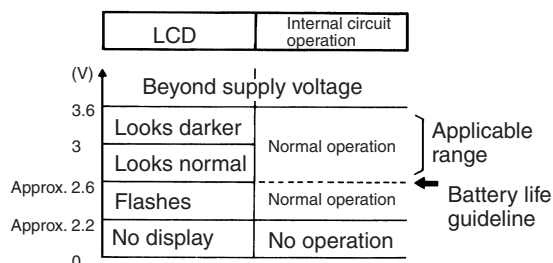 LCD
Internal circuit
operation
(V)
Beyond supply voltage
3.6
Looks darker
Normal operation
Applicable
range
3
Looks normal
Approx. 2.6
Flashes
Normal operation
Battery life
guideline
Approx. 2.2
No display
No operation
0